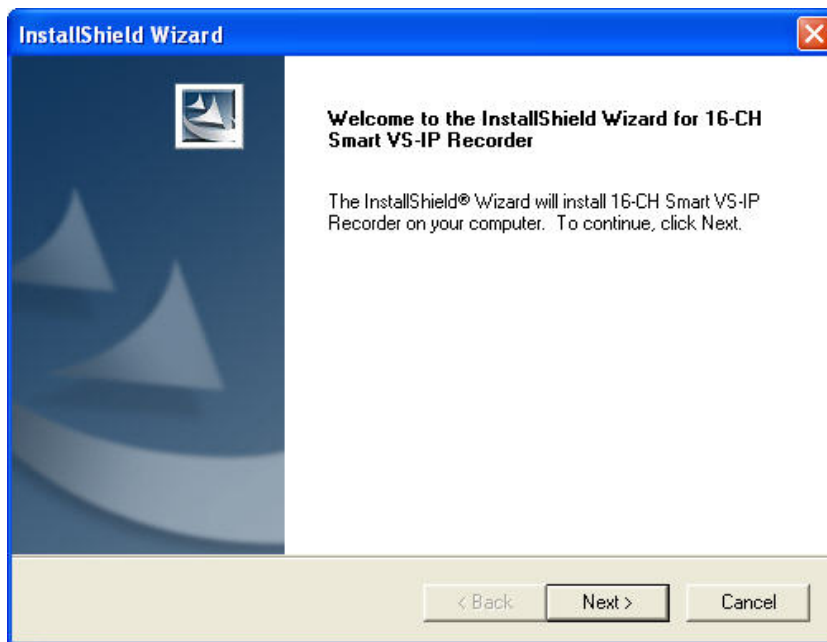 InstallShield Wizard
Welcome to the InstallShield Wizard for 16-CH
Smart VS-IP Recorder
The InstallShield® Wizard will install 16-CH Smart VS-IP
Recorder on your computer.  To continue, click Next.
< Back
Next >
Cancel